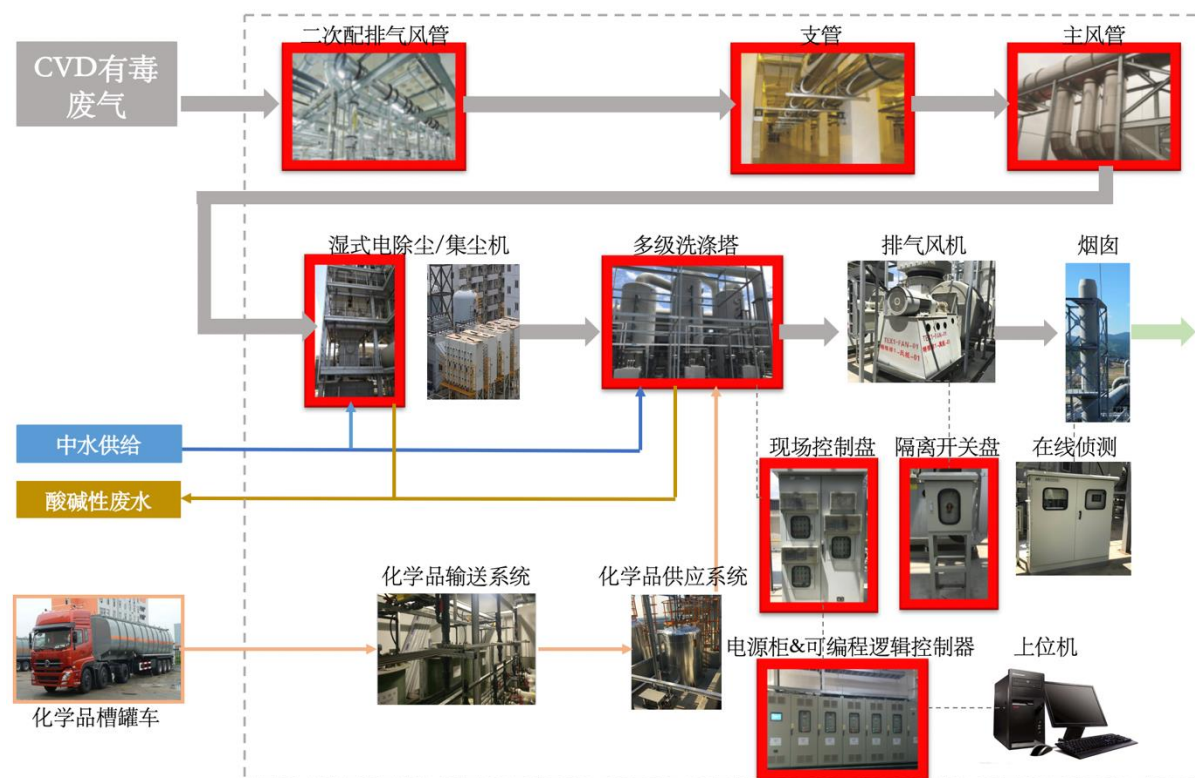 二次配排气风管
支管
主风管
CVD有毒
废气
湿式电除尘/集尘机
多级洗涤塔
排气风机
烟囱
中水供给
酸碱性废水
现场控制盘
隔离开关盘
在线侦测
化学品输送系统
化学品供应系统
电源柜&可编程逻辑控制器
上位机
化学品槽罐车